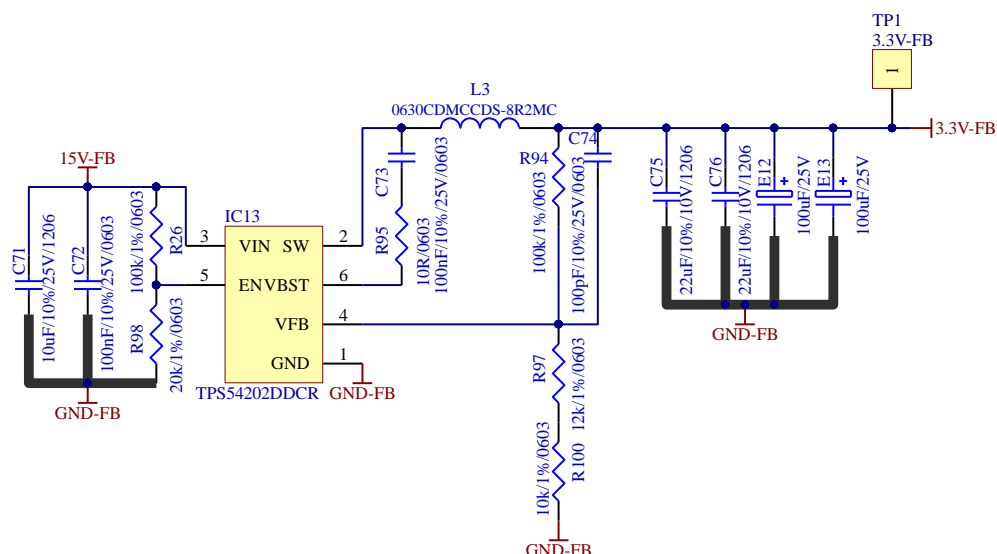 TP1
3.3V-FB
1
L3
0630CDMCCDS-8R2MC
3.3V-FB
15V-FB
C71
10uF/10%/25V/1206
C72
100nF/10%/25V/0603
R26
100k/1%/0603
R98
20k/1%/0603
IC13
3
VIN
SW
2
5
EN
VBST
6
VFB
4
GND
1
TPS54202DDCR
GND-FB
GND-FB
C73
100nF/10%/25V/0603
R95
10R/0603
R94
100k/1%/0603
C74
100pF/10%/25V/0603
R97
12k/1%/0603
R100
10k/1%/0603
GND-FB
C75
22uF/10%/10V/1206
C76
22uF/10%/10V/1206
E12
+
100uF/25V
E13
+
100uF/25V
GND-FB